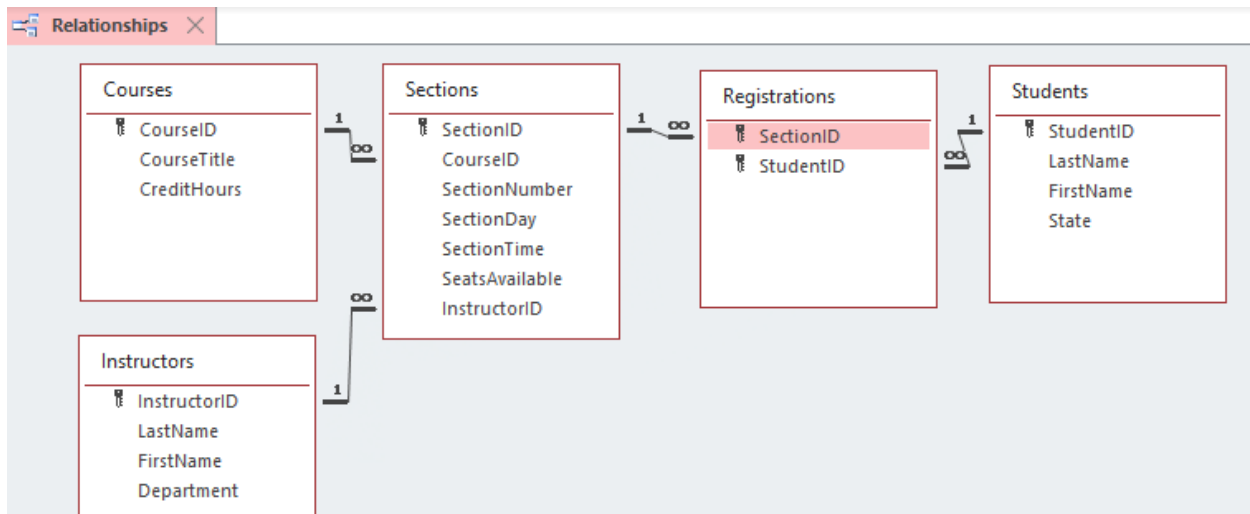 Relationships
Courses
CourseID
CourseTitle
CreditHours
1
∞
Sections
SectionID
CourseID
SectionNumber
SectionDay
SectionTime
SeatsAvailable
InstructorID
1
∞
Registrations
SectionID
StudentID
1
∞
Students
StudentID
LastName
FirstName
State
Instructors
InstructorID
LastName
FirstName
Department
∞
1